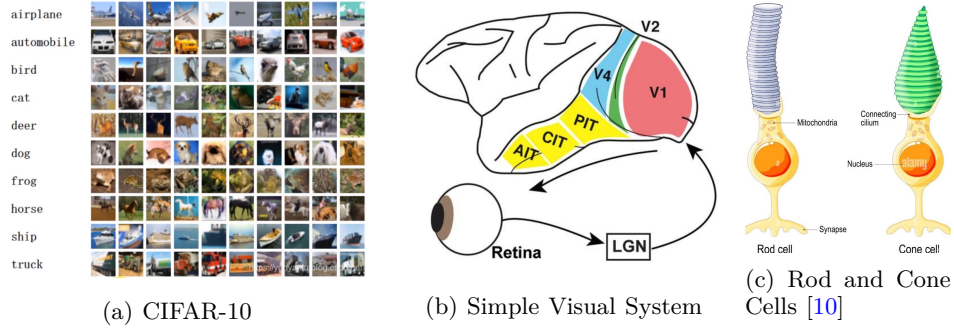 airplane
automobile
bird
cat
deer
dog
frog
horse
ship
truck
(a) CIFAR-10
V2
V4
V1
PIT
CIT
AIT
Retina
LGN
(b) Simple Visual System
Mitochondria
Connecting
cilium
Nucleus
alamy
Synapse
Rod cell
Cone cell
(c) Rod and Cone
Cells [10]